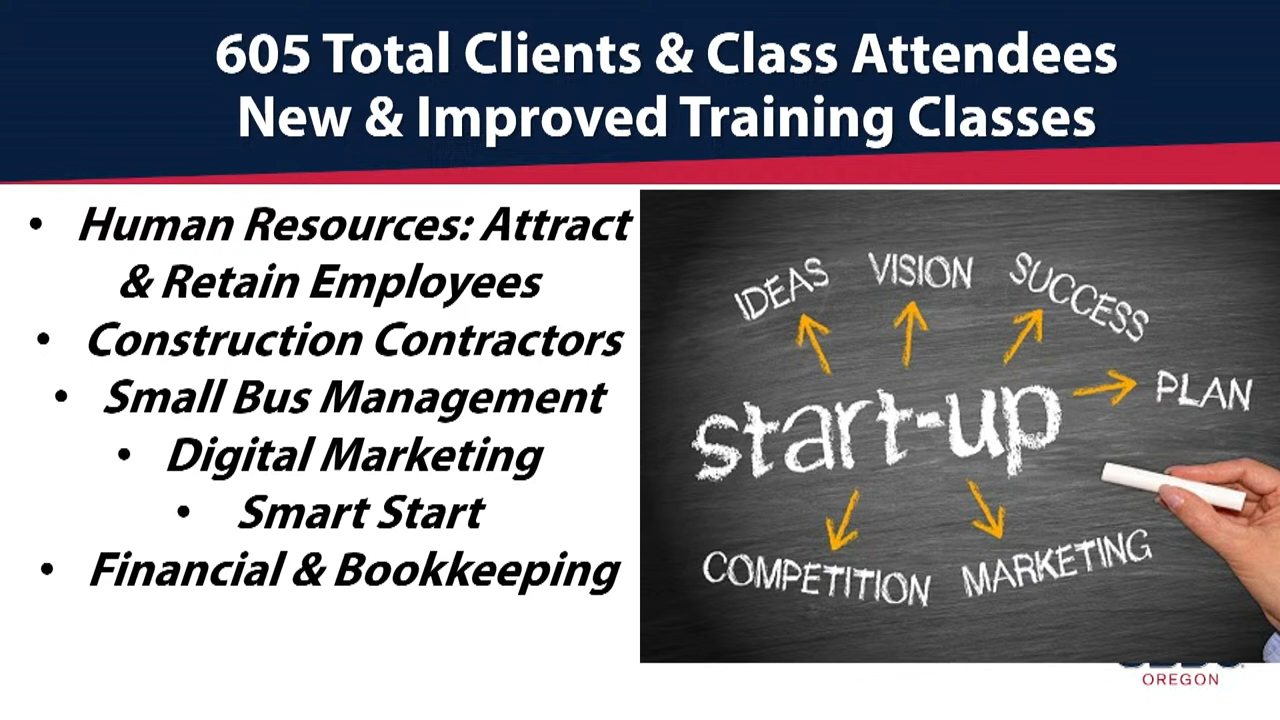 605 Total Clients & Class Attendees
New & Improved Training Classes
• Human Resources: Attract
& Retain Employees
• Construction Contractors
• Small Bus Management
• Digital Marketing
• Smart Start
• Financial & Bookkeeping
IDEAS
VISION
SUCCESS
PLAN
start-up
COMPETITION
MARKETING
OREGON